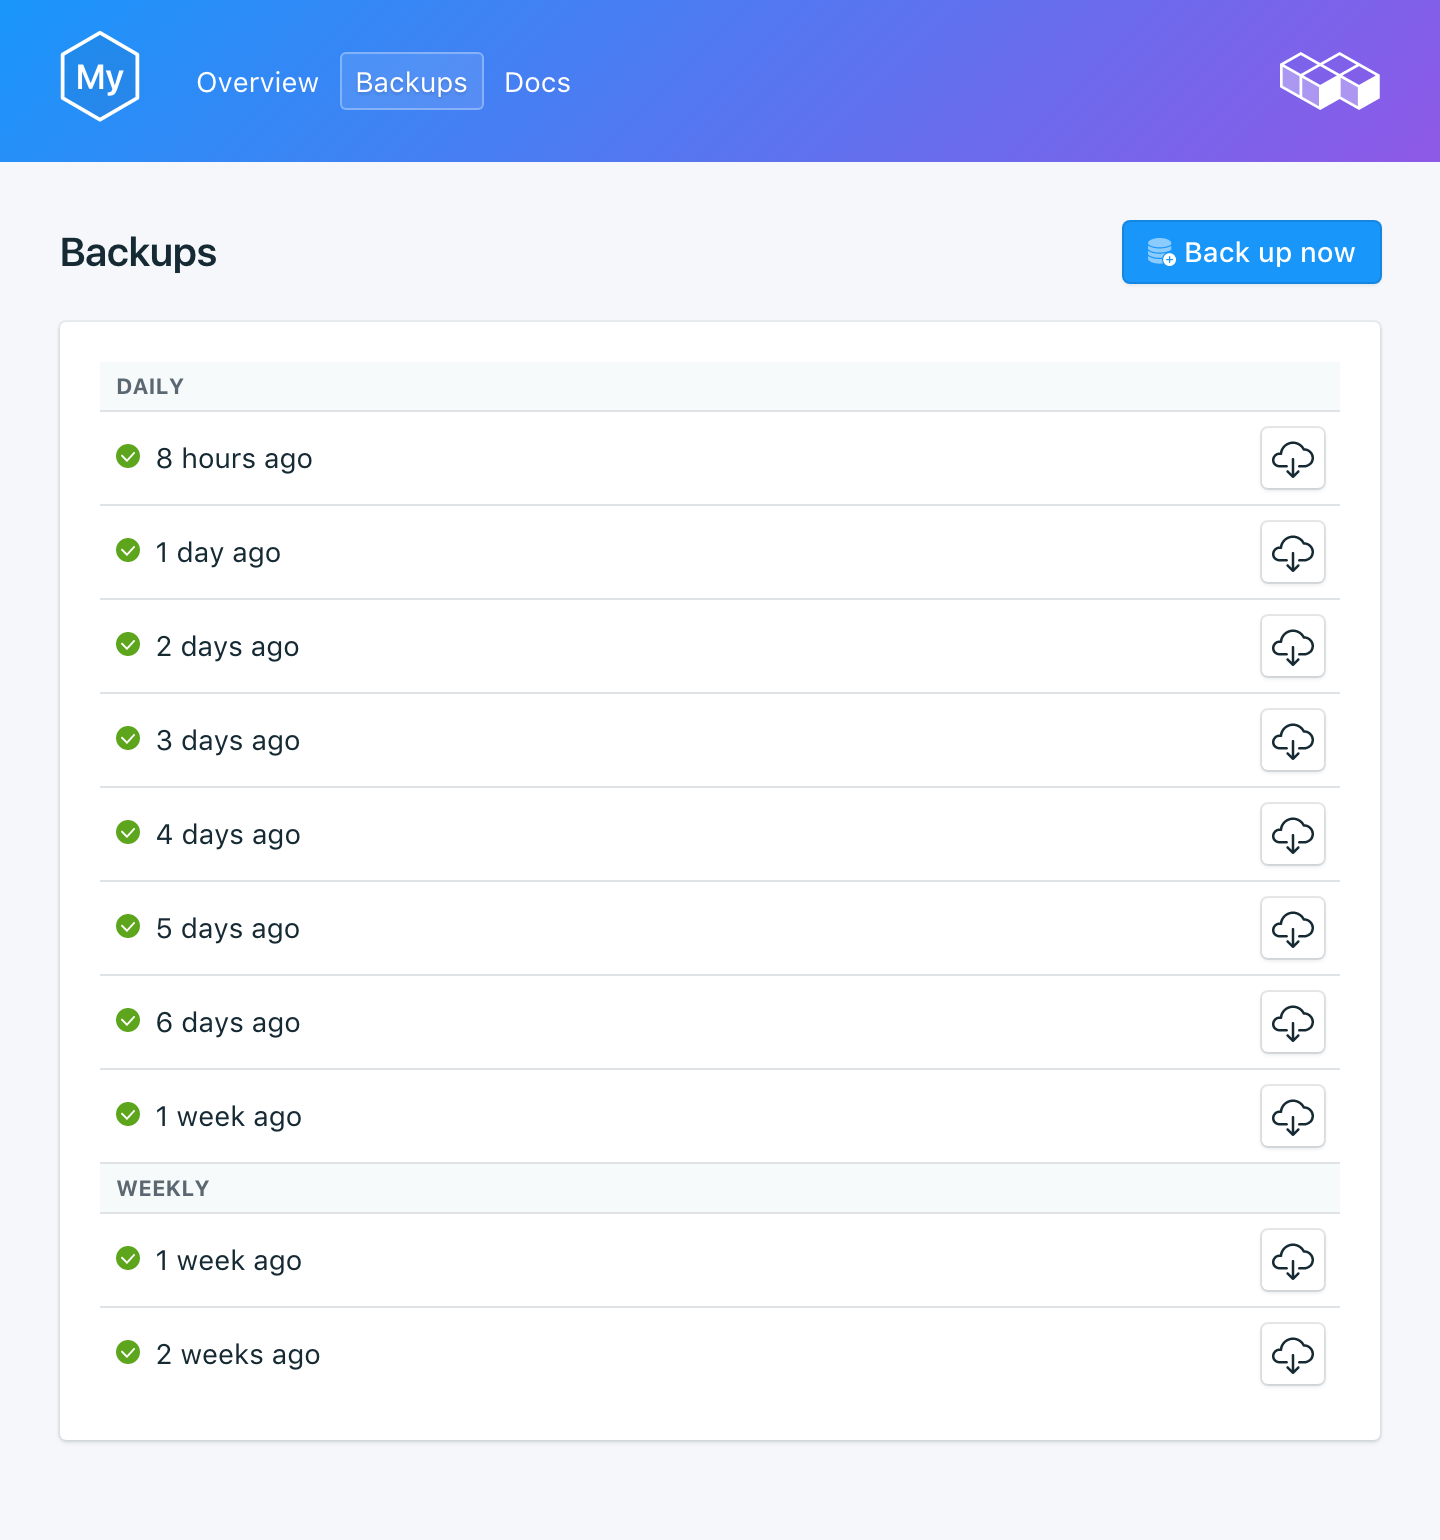 My
Overview
Backups
Docs
Backups
Back up now
DAILY
8 hours ago
1 day ago
2 days ago
3 days ago
4 days ago
5 days ago
6 days ago
1 week ago
WEEKLY
1 week ago
2 weeks ago